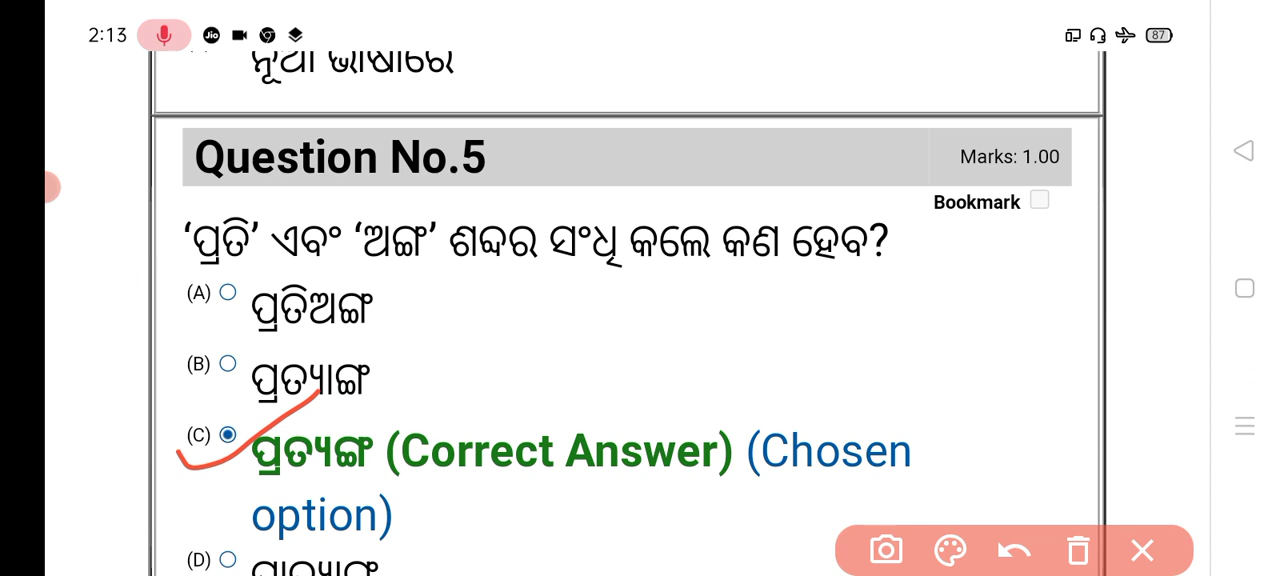 2:13
Jio
87
ନୂଆ ଭାଷାରେ
Question No.5
Marks: 1.00
Bookmark
‘ପ୍ରତି’ ଏବଂ ‘ଅଙ୍ଗ’ ଶବ୍ଦର ସଂଧି କଲେ କଣ ହେବ?
(A) ପ୍ରତିଅଙ୍ଗ
(B) ପ୍ରତ୍ୟାଙ୍ଗ
(C) ପ୍ରତ୍ୟଙ୍ଗ (Correct Answer) (Chosen
option)
(D)